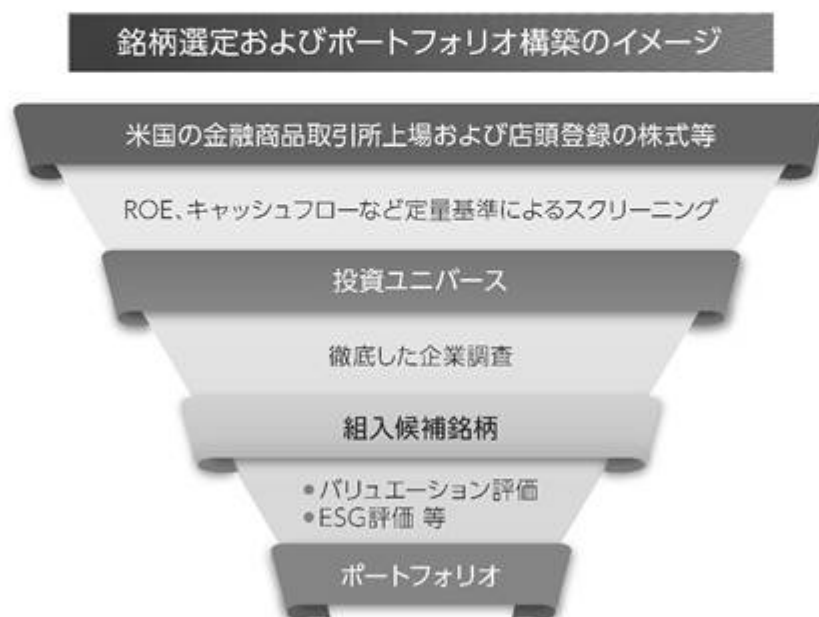 銘柄選定およびポートフォリオ構築のイメージ
米国の金融商品取引所上場および店頭登録の株式等
ROE、キャッシュフローなど定量基準によるスクリーニング
投資ユニバース
徹底した企業調査
組入候補銘柄
●バリュエーション評価
●ESG評価 等
ポートフォリオ